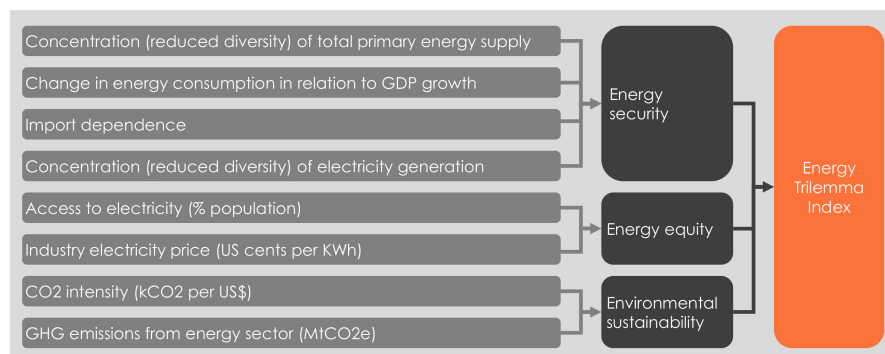 Concentration (reduced diversity) of total primary energy supply
Change in energy consumption in relation to GDP growth
Import dependence
Concentration (reduced diversity) of electricity generation
Access to electricity (% population)
Industry electricity price (US cents per KWh)
CO2 intensity (kCO2 per US$)
GHG emissions from energy sector (MtCO2e)
Energy
security
Energy equity
Environmental
sustainability
Energy
Trilemma
Index